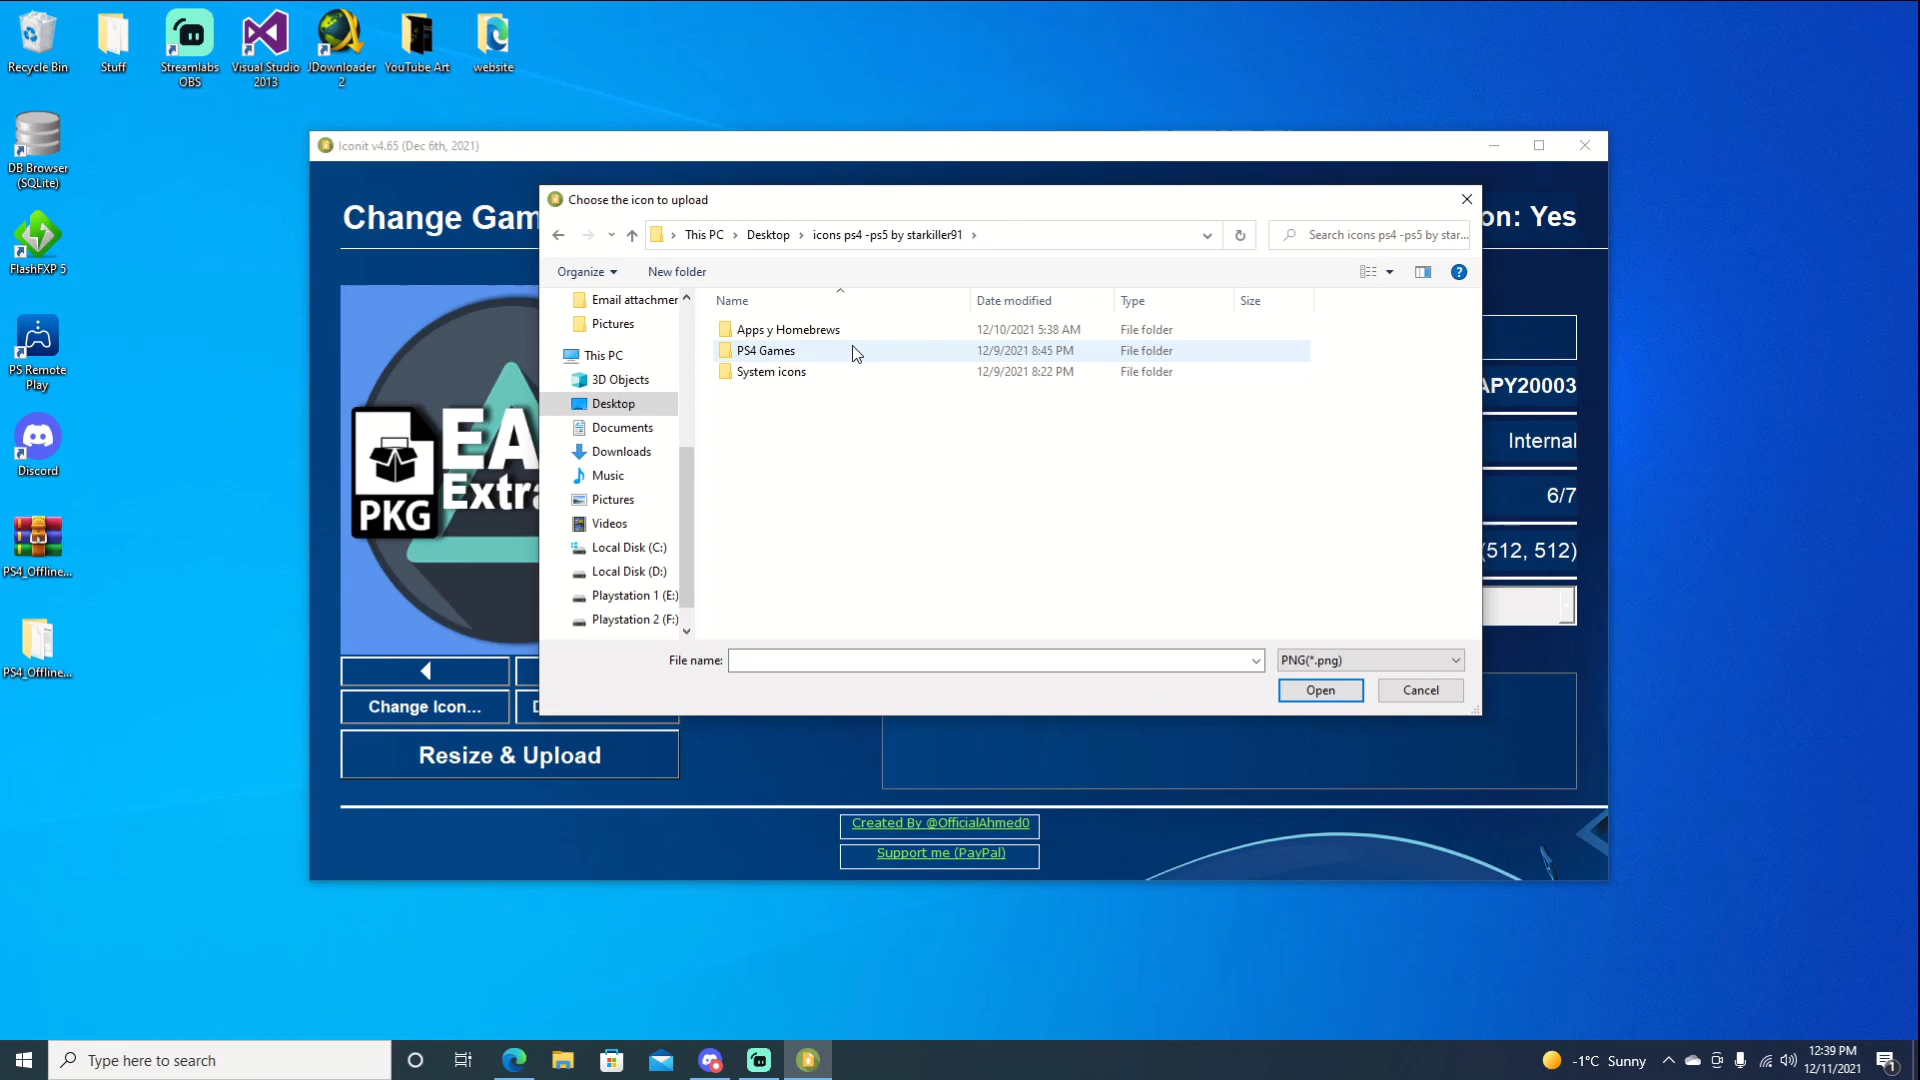 Recycle Bin
Stuff
Streamlabs OBS
Visual Studio 2013
JDownloader 2
YouTube Art
website
DB Browser (SQLite)
FlashFXP 5
PS Remote Play
Discord
PS4_Offline...
PS4_Offline...
Iconit v4.65 (Dec 6th, 2021)
Change Gam
on: Yes
Choose the icon to upload
This PC > Desktop > icons ps4 -ps5 by starkiller91 >
Search icons ps4 -ps5 by star...
Organize
New folder
Email attachmer
Pictures
This PC
3D Objects
Desktop
Documents
Downloads
Music
Pictures
Videos
Local Disk (C:)
Local Disk (D:)
Playstation 1 (E:)
Playstation 2 (F:)
Name Date modified Type Size
Apps y Homebrews 12/10/2021 5:38 AM File folder
PS4 Games 12/9/2021 8:45 PM File folder
System icons 12/9/2021 8:22 PM File folder
File name:
PNG(*.png)
Open
Cancel
PKG
Extr
APY20003
Internal
6/7
(512, 512)
Change Icon...
Resize & Upload
Created By @OfficialAhmed0
Support me (PayPal)
Type here to search
-1°C Sunny
12:39 PM
12/11/2021
1